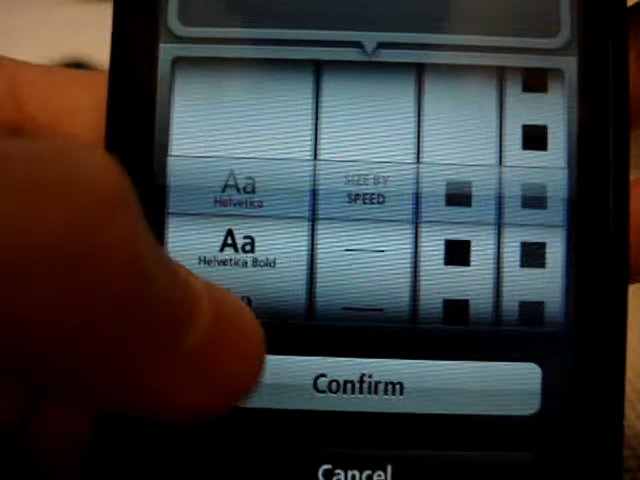 Aa
Helvetica
SIZE BY
SPEED
Aa
Helvetica Bold
Confirm
Cancel